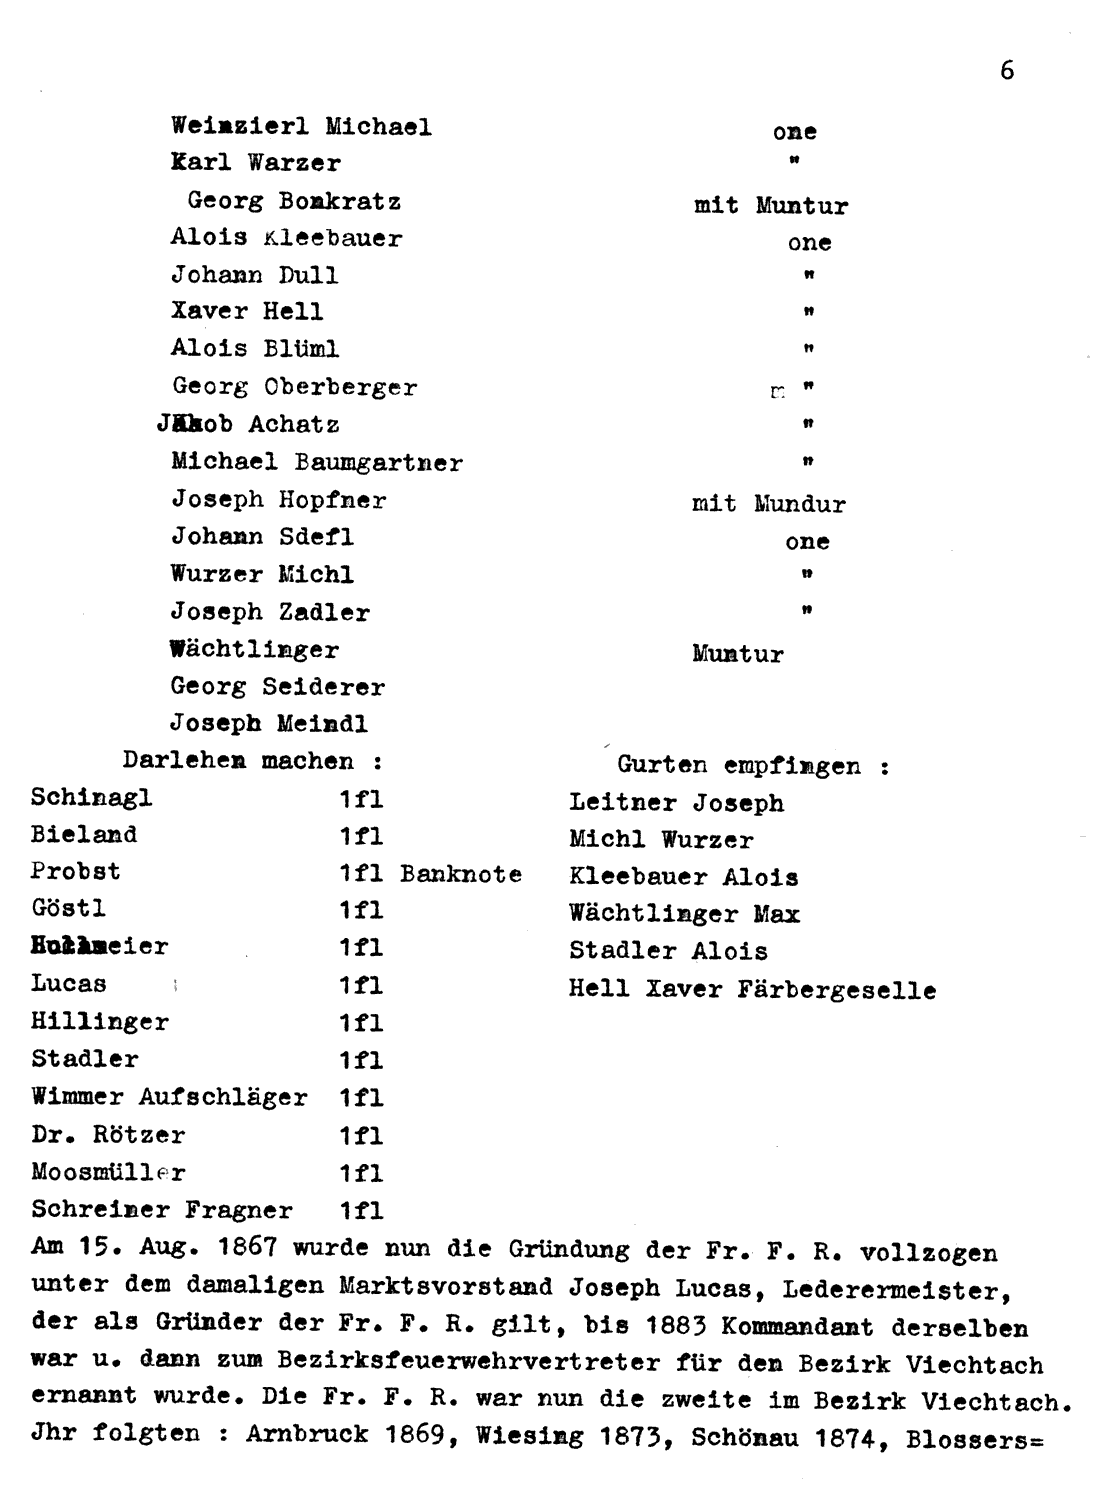 6
Weinzierl Michael one
Karl Warzer "
Georg Bonkratz mit Muntur
Alois Kleebauer one
Johann Dull "
Xaver Hell "
Alois Blüml "
Georg Oberberger "
Jakob Achatz "
Michael Baumgartner "
Joseph Hopfner mit Mundur
Johann Sdefl one
Wurzer Michl "
Joseph Zadler "
Wächtlinger Muntur
Georg Seiderer
Joseph Meindl
Darlehen machen : Gurten empfingen :
Schinagl 1fl Leitner Joseph
Bieland 1fl Michl Wurzer
Probst 1fl Banknote Kleebauer Alois
Göstl 1fl Wächtlinger Max
1fl Stadler Alois
Lucas 1fl Hell Xaver Färbergeselle
Hillinger 1fl
Stadler 1fl
Wimmer Aufschläger 1fl
Dr. Rötzer 1fl
Moosmüller 1fl
Schreiner Fragner 1fl
Am 15. Aug. 1867 wurde nun die Gründung der Fr. F. R. vollzogen
unter dem damaligen Marktsvorstand Joseph Lucas, Lederermeister,
der als Gründer der Fr. F. R. gilt, bis 1883 Kommandant derselben
war u. dann zum Bezirksfeuerwehrvertreter für den Bezirk Viechtach
ernannt wurde. Die Fr. F. R. war nun die zweite im Bezirk Viechtach.
Jhr folgten : Arnbruck 1869, Wiesing 1873, Schönau 1874, Blossers=